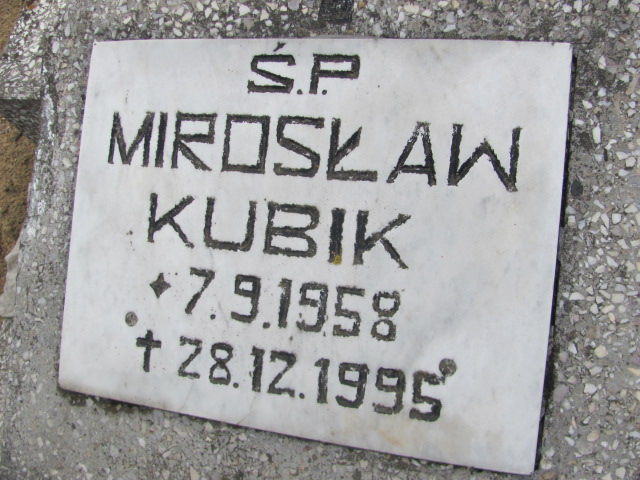 Ś.P.
MIROSŁAW
KUBIK
✦ 7.9.1958
✝ 28.12.1995